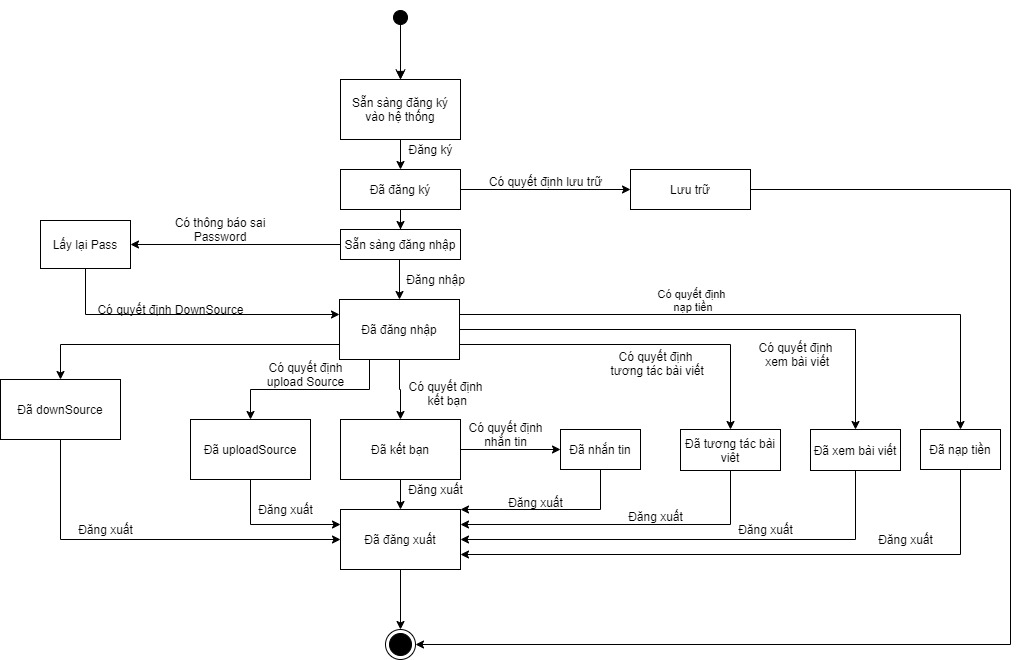 Sẵn sàng đăng ký
vào hệ thống
Đăng ký
Đã đăng ký
Có quyết định lưu trữ
Lưu trữ
Có thông báo sai
Password
Lấy lại Pass
Sẵn sàng đăng nhập
Đăng nhập
Có quyết định DownSource
Đã đăng nhập
Có quyết định
nạp tiền
Có quyết định
xem bài viết
Có quyết định
tương tác bài viết
Có quyết định
upload Source
Có quyết định
kết bạn
Đã downSource
Đã uploadSource
Đã kết bạn
Có quyết định
nhắn tin
Đã nhắn tin
Đã tương tác bài
viết
Đã xem bài viết
Đã nạp tiền
Đăng xuất
Đăng xuất
Đăng xuất
Đăng xuất
Đăng xuất
Đăng xuất
Đăng xuất
Đã đăng xuất